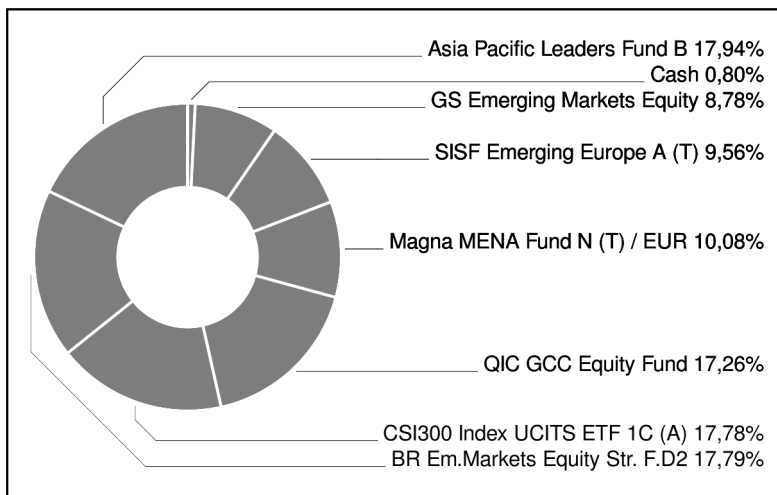 Asia Pacific Leaders Fund B 17,94%
Cash 0,80%
GS Emerging Markets Equity 8,78%
SISF Emerging Europe A (T) 9,56%
Magna MENA Fund N (T) / EUR 10,08%
QIC GCC Equity Fund 17,26%
CSI300 Index UCITS ETF 1C (A) 17,78%
BR Em.Markets Equity Str. F.D2 17,79%